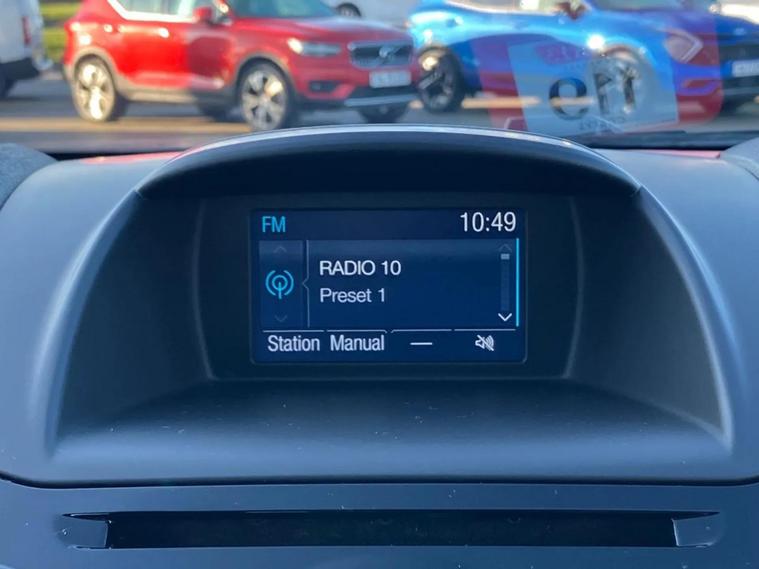 FM 10:49
RADIO 10
Preset 1
Station Manual —